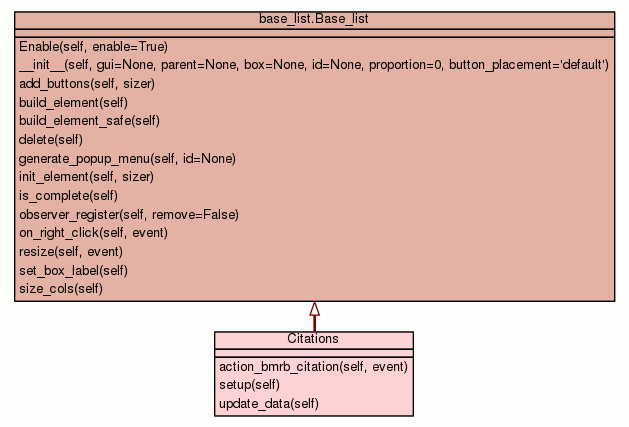 base_list.Base_list
Enable(self, enable=True)
__init__(self, gui=None, parent=None, box=None, id=None, proportion=0, button_placement='default')
add_buttons(self, sizer)
build_element(self)
build_element_safe(self)
delete(self)
generate_popup_menu(self, id=None)
init_element(self, sizer)
is_complete(self)
observer_register(self, remove=False)
on_right_click(self, event)
resize(self, event)
set_box_label(self)
size_cols(self)
Citations
action_bmrb_citation(self, event)
setup(self)
update_data(self)